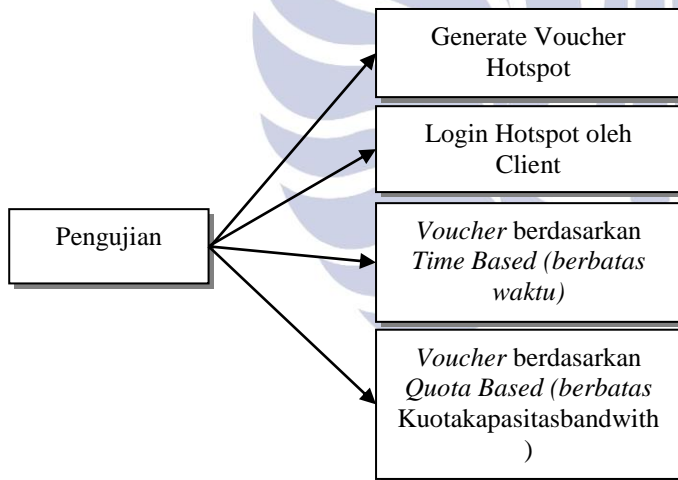 Generate Voucher
Hotspot
Login Hotspot oleh
Client
Pengujian
Voucher berdasarkan
Time Based (berbatas
waktu)
Voucher berdasarkan
Quota Based (berbatas
Kuotakapasitasbandwith
)